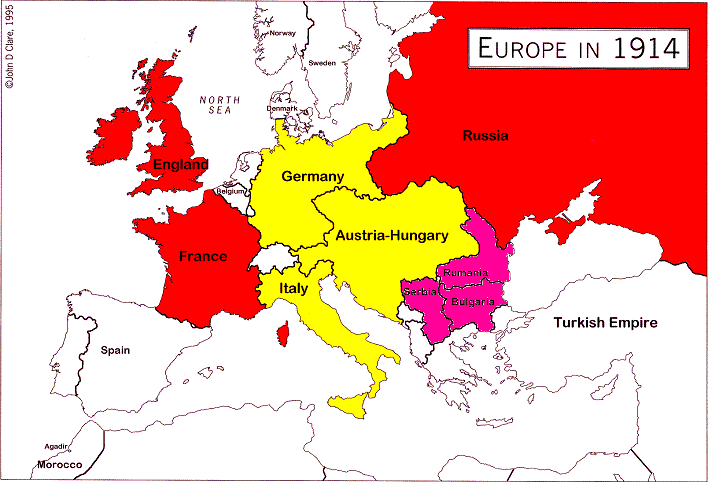 ©John D Clare, 1995
EUROPE IN 1914
Norway
Sweden
NORTH
SEA
Denmark
Russia
England
Germany
Belgium
Austria-Hungary
France
Rumania
Italy
Serbia
Bulgaria
Turkish Empire
Spain
Agadir
Morocco